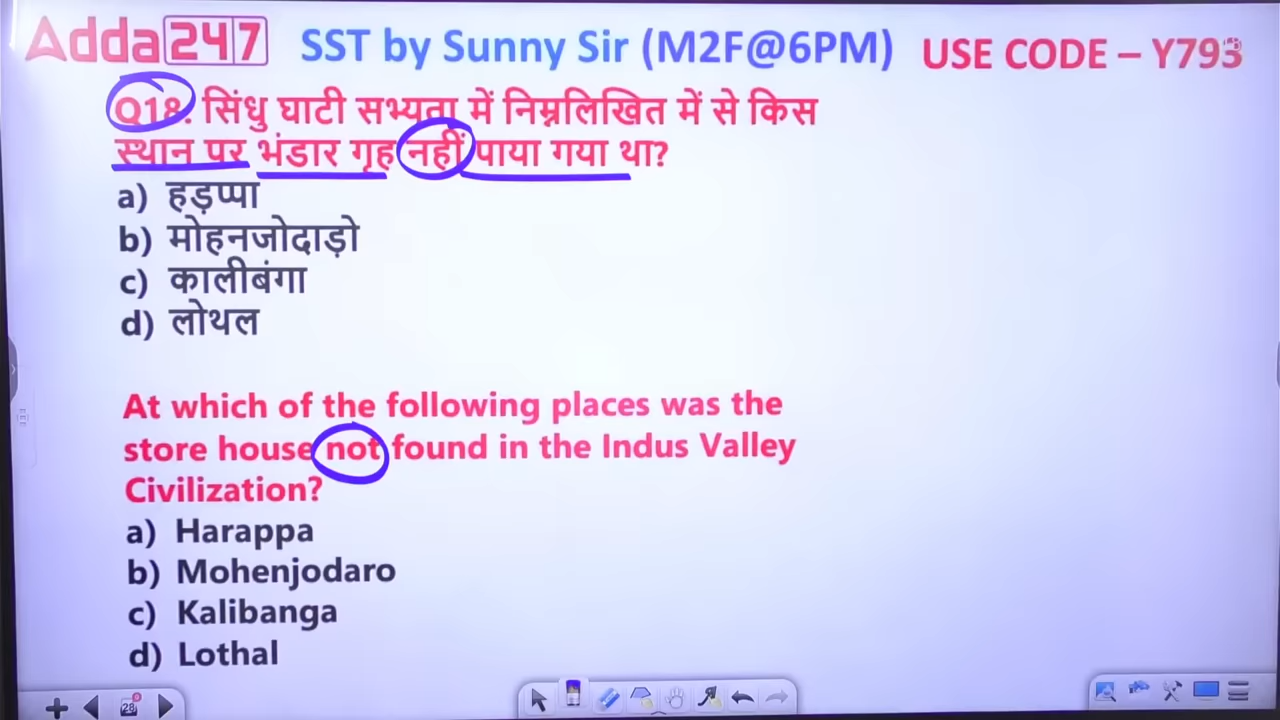 Adda247 SST by Sunny Sir (M2F@6PM) USE CODE – Y793
Q18. सिंधु घाटी सभ्यता में निम्नलिखित में से किस
स्थान पर भंडार गृह नहीं पाया गया था?
a) हड़प्पा
b) मोहनजोदाड़ो
c) कालीबंगा
d) लोथल
At which of the following places was the
store house not found in the Indus Valley
Civilization?
a) Harappa
b) Mohenjodaro
c) Kalibanga
d) Lothal
28